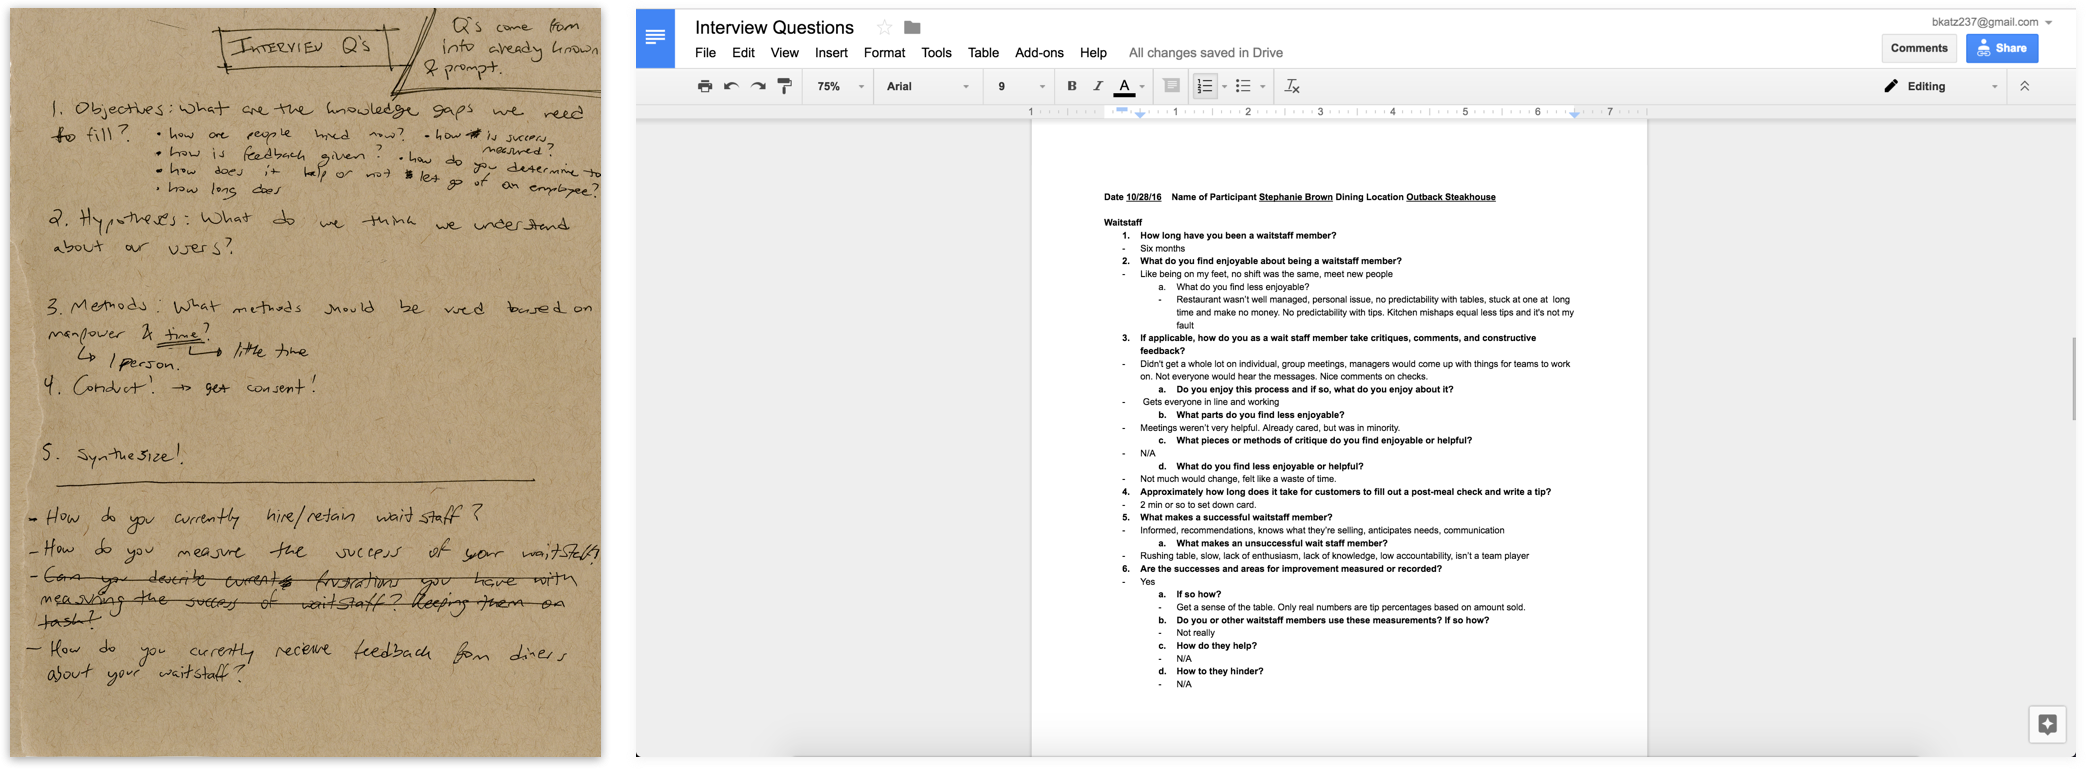 INTERVIEW Q's
Q's come from
into already known
& prompt.
1. Objectives: What are the knowledge gaps we need
to fill?
• how are people hired now?
• how is success
measured?
• how is feedback given?
• how do you determine to
let go of an employee?
• how does it help or not
• how long does
2. Hypotheses: What do we think we understand
about our users?
3. Methods: What methods should be used based on
manpower & time?
↳ 1 person.
↳ little time
4. Conduct! → get consent!
5. Synthesize!
- How do you currently hire/retain wait staff?
- How do you measure the success of your waitstaff?
- Can you describe current frustrations you have with
measuring the success of waitstaff? Keeping them on
task?
- How do you currently receive feedback from diners
about your waitstaff?
Interview Questions
bkatz237@gmail.com
File Edit View Insert Format Tools Table Add-ons Help All changes saved in Drive
Comments Share
75% Arial 9 B I A Editing
1 1 2 3 4 5 6 7
Date 10/28/16 Name of Participant Stephanie Brown Dining Location Outback Steakhouse
Waitstaff
1. How long have you been a waitstaff member?
- Six months
2. What do you find enjoyable about being a waitstaff member?
- Like being on my feet, no shift was the same, meet new people
a. What do you find less enjoyable?
- Restaurant wasn't well managed, personal issue, no predictability with tables, stuck at one at long
time and make no money. No predictability with tips. Kitchen mishaps equal less tips and it's not my
fault
3. If applicable, how do you as a wait staff member take critiques, comments, and constructive
feedback?
- Didn't get a whole lot on individual, group meetings, managers would come up with things for teams to work
on. Not everyone would hear the messages. Nice comments on checks.
a. Do you enjoy this process and if so, what do you enjoy about it?
- Gets everyone in line and working
b. What parts do you find less enjoyable?
- Meetings weren't very helpful. Already cared, but was in minority.
c. What pieces or methods of critique do you find enjoyable or helpful?
- N/A
d. What do you find less enjoyable or helpful?
- Not much would change, felt like a waste of time.
4. Approximately how long does it take for customers to fill out a post-meal check and write a tip?
- 2 min or so to set down card.
5. What makes a successful waitstaff member?
- Informed, recommendations, knows what they're selling, anticipates needs, communication
a. What makes an unsuccessful wait staff member?
- Rushing table, slow, lack of enthusiasm, lack of knowledge, low accountability, isn't a team player
6. Are the successes and areas for improvement measured or recorded?
- Yes
a. If so how?
- Get a sense of the table. Only real numbers are tip percentages based on amount sold.
b. Do you or other waitstaff members use these measurements? If so how?
- Not really
c. How do they help?
- N/A
d. How to they hinder?
- N/A